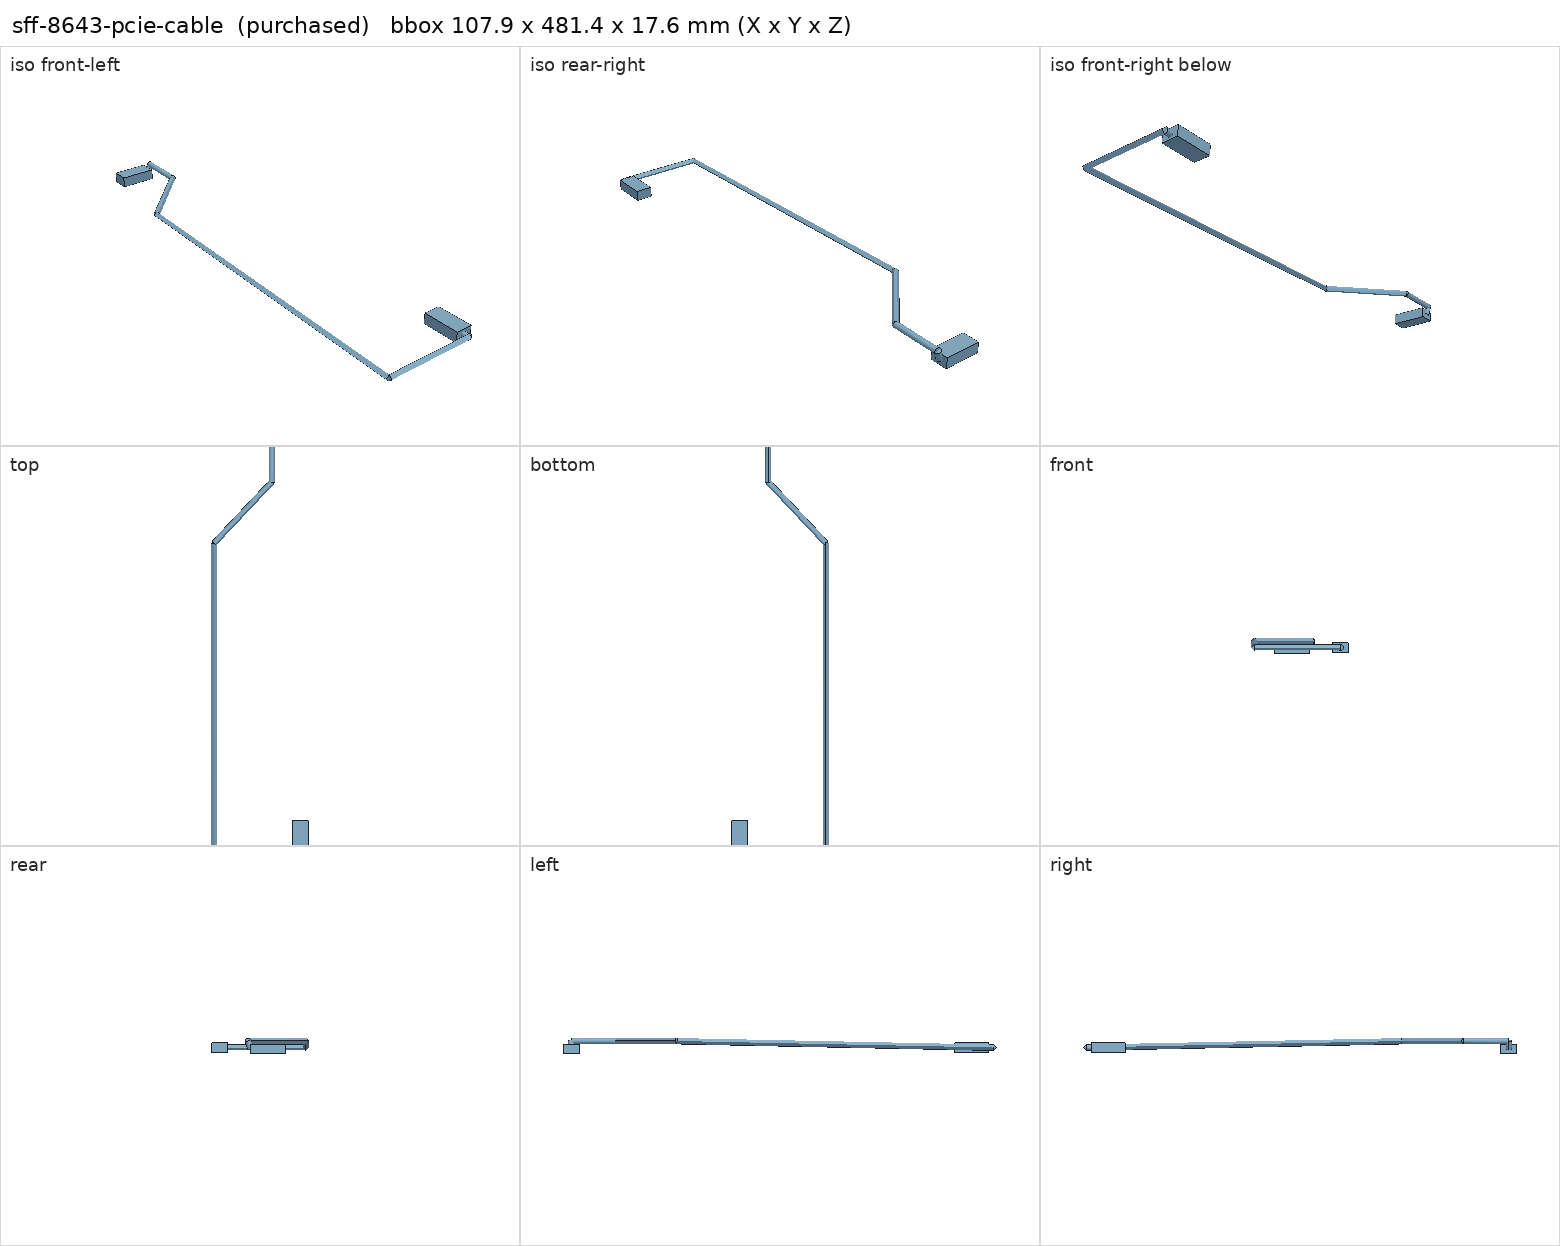 sff-8643-pcie-cable  (purchased)   bbox 107.9 x 481.4 x 17.6 mm (X x Y x Z)
iso front-left
iso rear-right
iso front-right below
top
bottom
front
rear
left
right